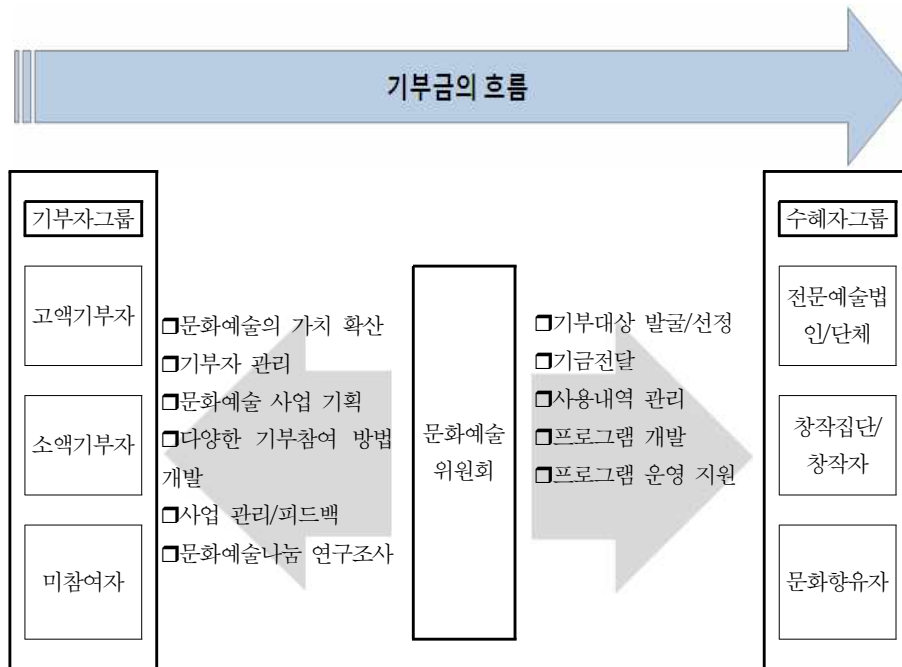 기부금의 흐름
기부자그룹
고액기부자
소액기부자
미참여자
❒문화예술의 가치 확산
❒기부자 관리
❒문화예술 사업 기획
❒다양한 기부참여 방법
개발
❒사업 관리/피드백
❒문화예술나눔 연구조사
문화예술
위원회
❒기부대상 발굴/선정
❒기금전달
❒사용내역 관리
❒프로그램 개발
❒프로그램 운영 지원
수혜자그룹
전문예술법
인/단체
창작집단/
창작자
문화향유자